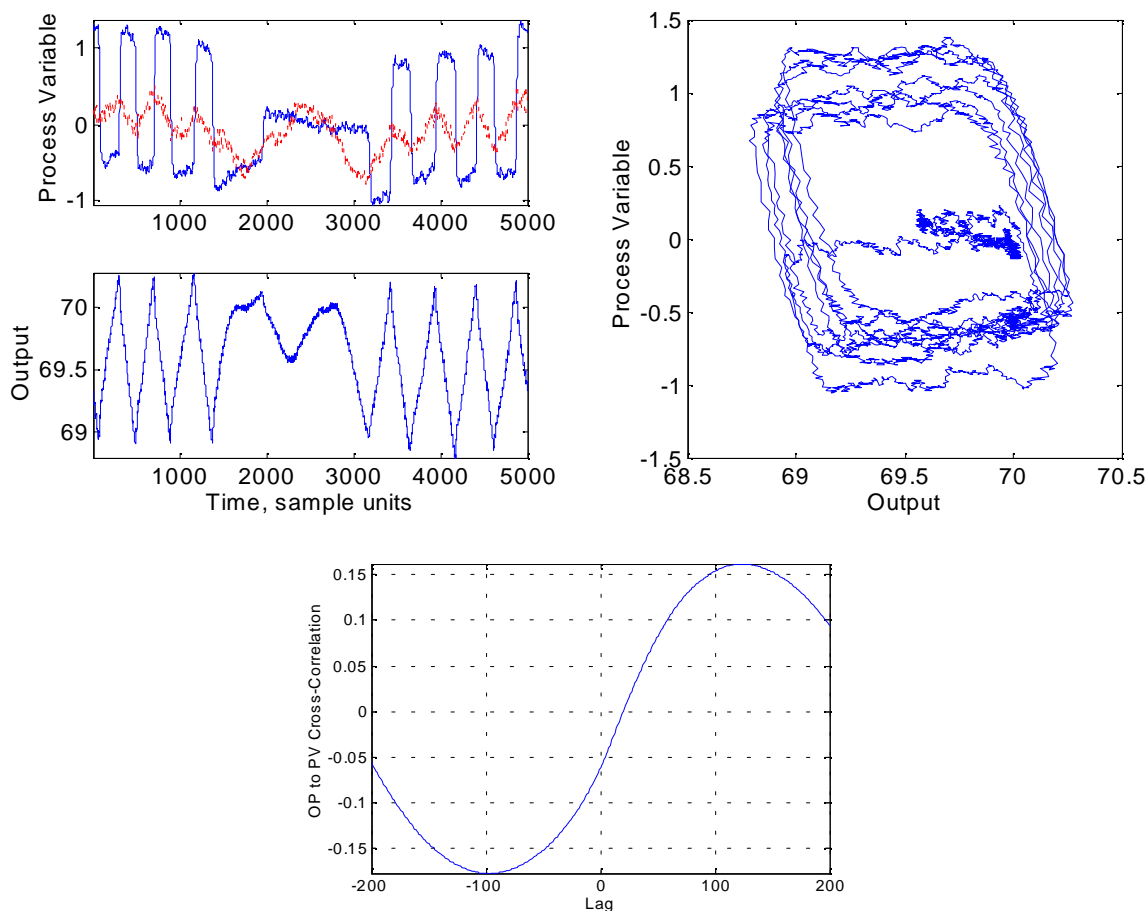 Process Variable
1
0
-1
1000 2000 3000 4000 5000
Output
70
69.5
69
1000 2000 3000 4000 5000
Time, sample units
Process Variable
1.5
1
0.5
0
-0.5
-1
-1.5
68.5 69 69.5 70 70.5
Output
OP to PV Cross-Correlation
0.15
0.1
0.05
0
-0.05
-0.1
-0.15
-200 -100 0 100 200
Lag